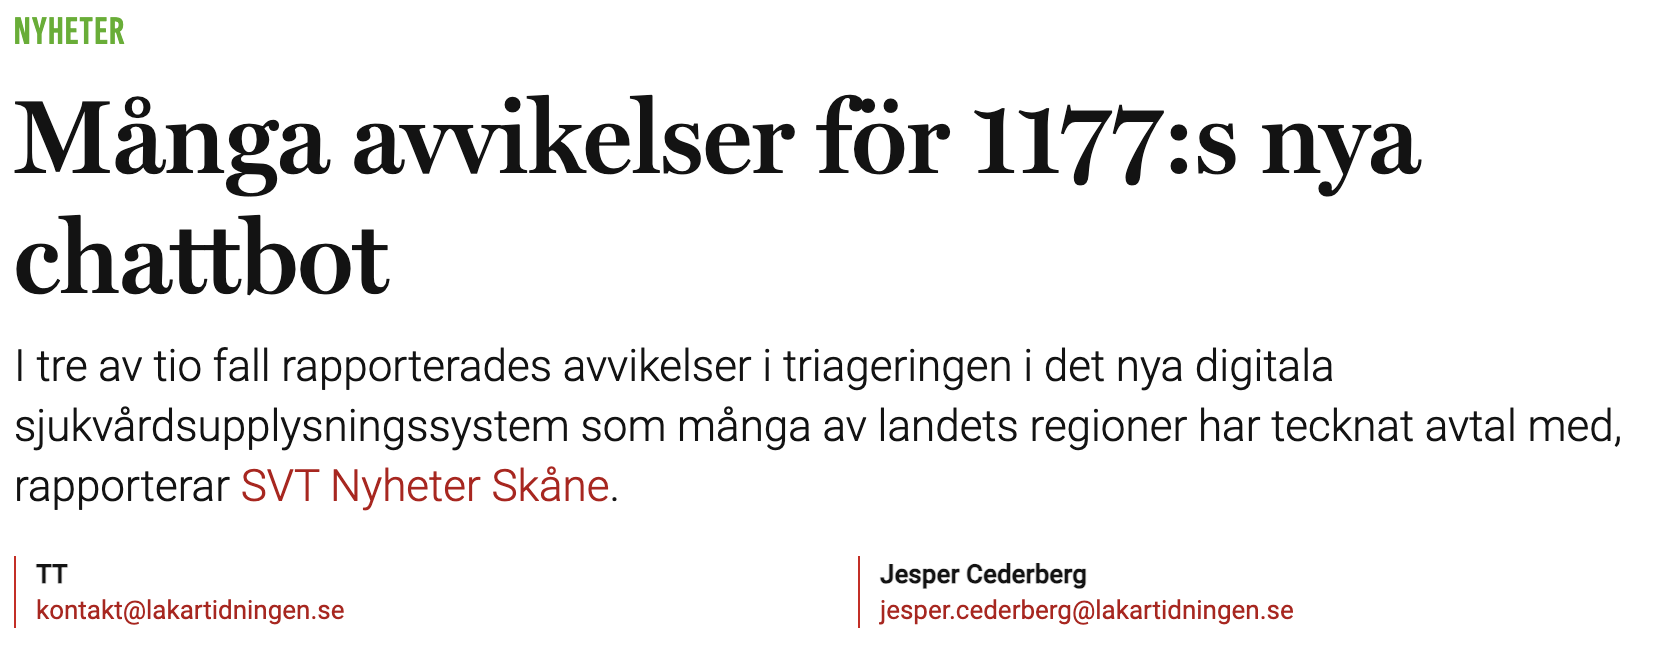 NYHETER
Många avvikelser för 1177:s nya
chattbot
I tre av tio fall rapporterades avvikelser i triageringen i det nya digitala
sjukvårdsupplysningssystem som många av landets regioner har tecknat avtal med,
rapporterar SVT Nyheter Skåne.
TT
kontakt@lakartidningen.se
Jesper Cederberg
jesper.cederberg@lakartidningen.se